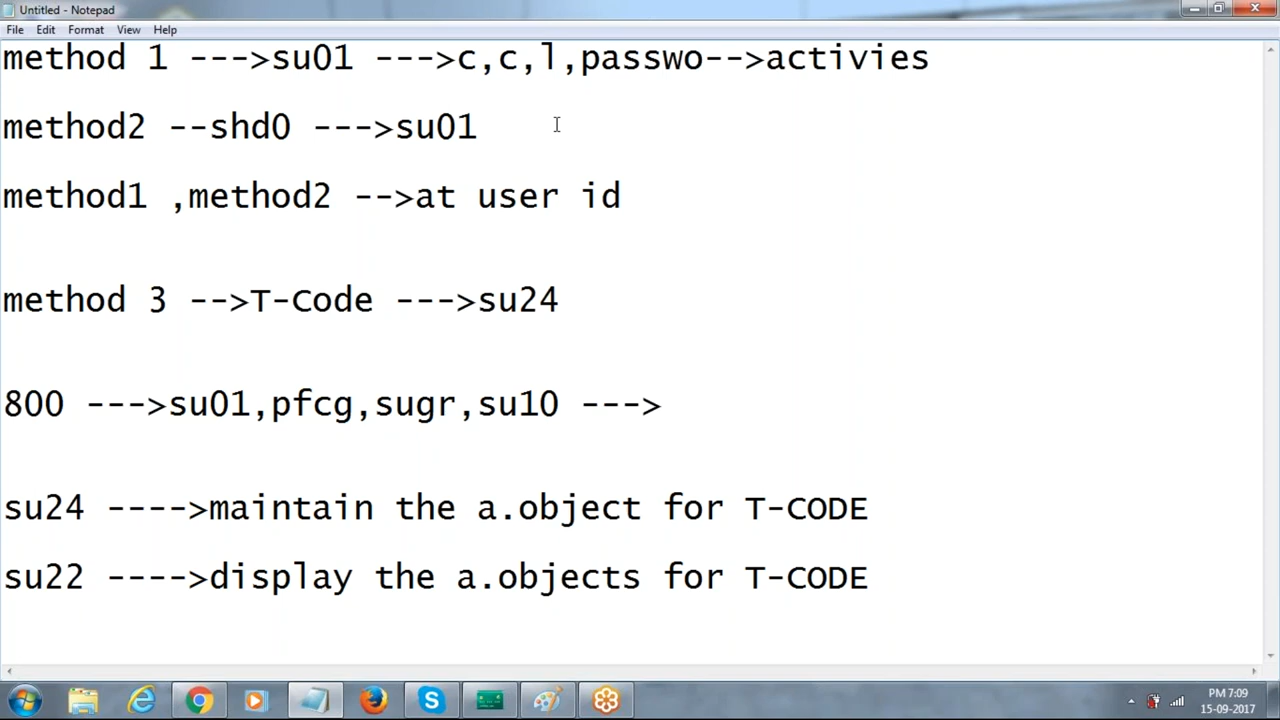 Untitled - Notepad
File Edit Format View Help
method 1 --->su01 --->c,c,l,passwo-->activies
method2 --shd0 --->su01
method1 ,method2 -->at user id
method 3 -->T-Code --->su24
800 --->su01,pfcg,sugr,su10 --->
su24 ---->maintain the a.object for T-CODE
su22 ---->display the a.objects for T-CODE
PM 7:09
15-09-2017